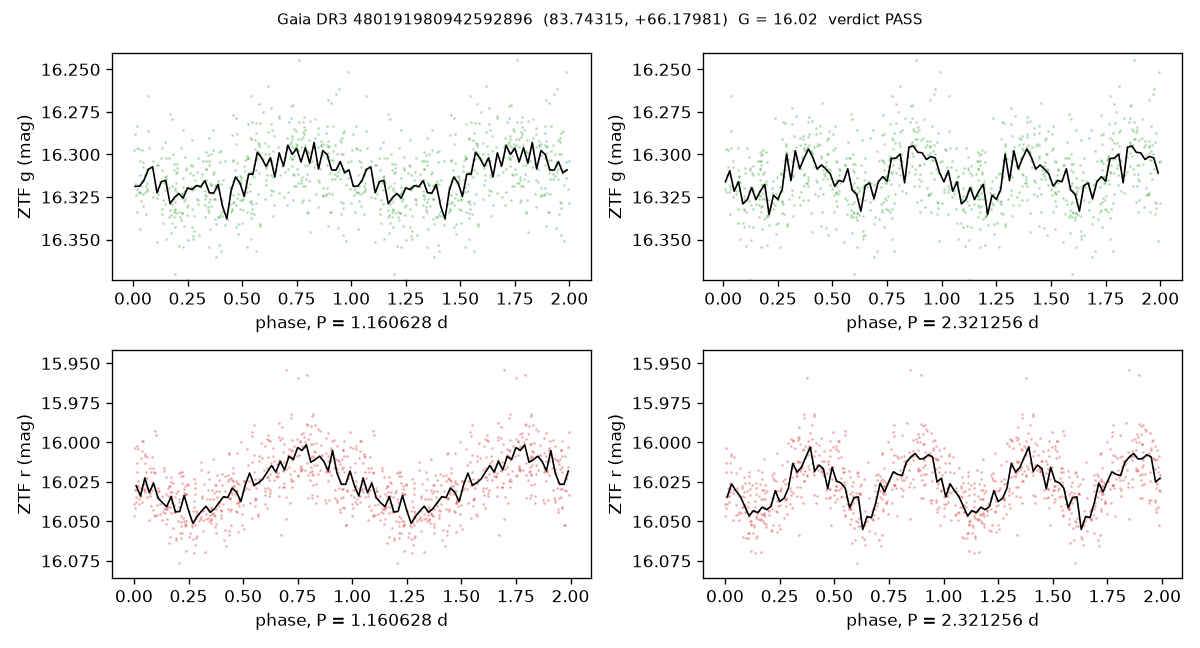 Gaia DR3 480191980942592896  (83.74315, +66.17981)  G = 16.02  verdict PASS
ZTF g (mag)
16.250
16.275
16.300
16.325
16.350
0.00 0.25 0.50 0.75 1.00 1.25 1.50 1.75 2.00
phase, P = 1.160628 d
ZTF g (mag)
16.250
16.275
16.300
16.325
16.350
0.00 0.25 0.50 0.75 1.00 1.25 1.50 1.75 2.00
phase, P = 2.321256 d
ZTF r (mag)
15.950
15.975
16.000
16.025
16.050
16.075
0.00 0.25 0.50 0.75 1.00 1.25 1.50 1.75 2.00
phase, P = 1.160628 d
ZTF r (mag)
15.950
15.975
16.000
16.025
16.050
16.075
0.00 0.25 0.50 0.75 1.00 1.25 1.50 1.75 2.00
phase, P = 2.321256 d